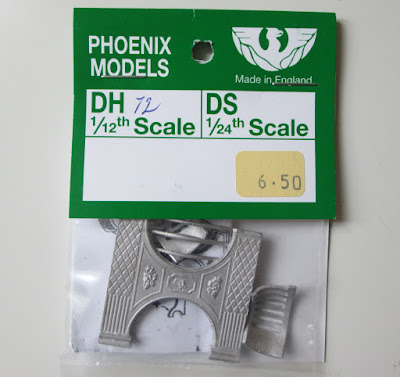 PHOENIX
MODELS
Made in England
DH 72
1/12th Scale
DS
1/24th Scale
6.50